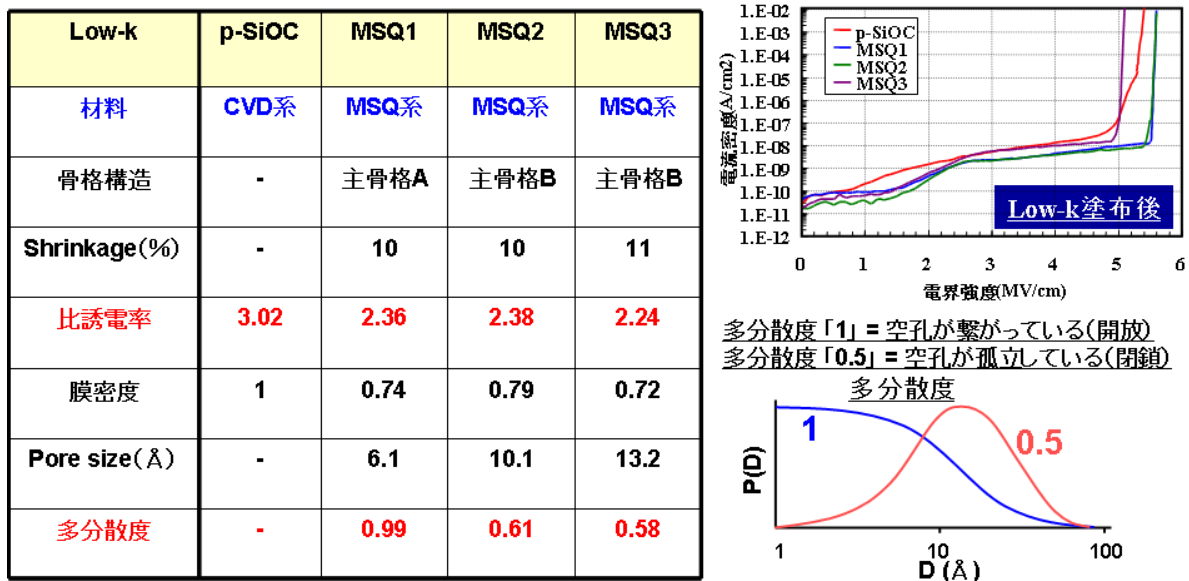 Low-k p-SiOC MSQ1 MSQ2 MSQ3
材料 CVD系 MSQ系 MSQ系 MSQ系
骨格構造 - 主骨格A 主骨格B 主骨格B
Shrinkage(%) - 10 10 11
比誘電率 3.02 2.36 2.38 2.24
膜密度 1 0.74 0.79 0.72
Pore size(Å) - 6.1 10.1 13.2
多分散度 - 0.99 0.61 0.58
電流密度(A/cm2)
1.E-02
1.E-03
1.E-04
1.E-05
1.E-06
1.E-07
1.E-08
1.E-09
1.E-10
1.E-11
1.E-12
p-SiOC
MSQ1
MSQ2
MSQ3
Low-k塗布後
0 1 2 3 4 5 6
電界強度(MV/cm)
多分散度「1」= 空孔が繋がっている(開放)
多分散度「0.5」= 空孔が孤立している(閉鎖)
多分散度
P(D)
1
0.5
1 10 100
D (Å)